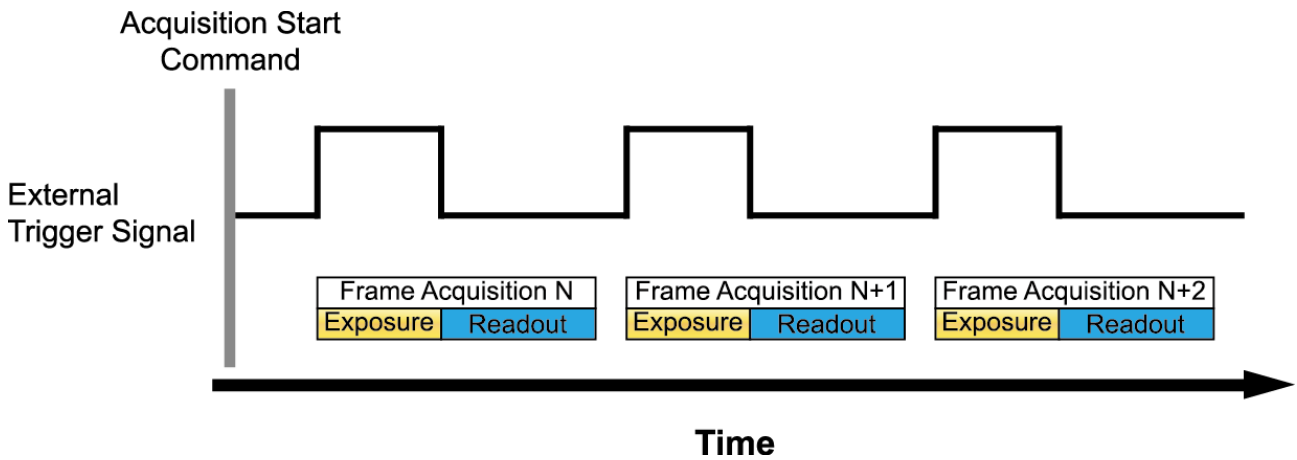 Acquisition Start
Command
External
Trigger Signal
Frame Acquisition N
Frame Acquisition N+1
Frame Acquisition N+2
Exposure
Readout
Exposure
Readout
Exposure
Readout
Time